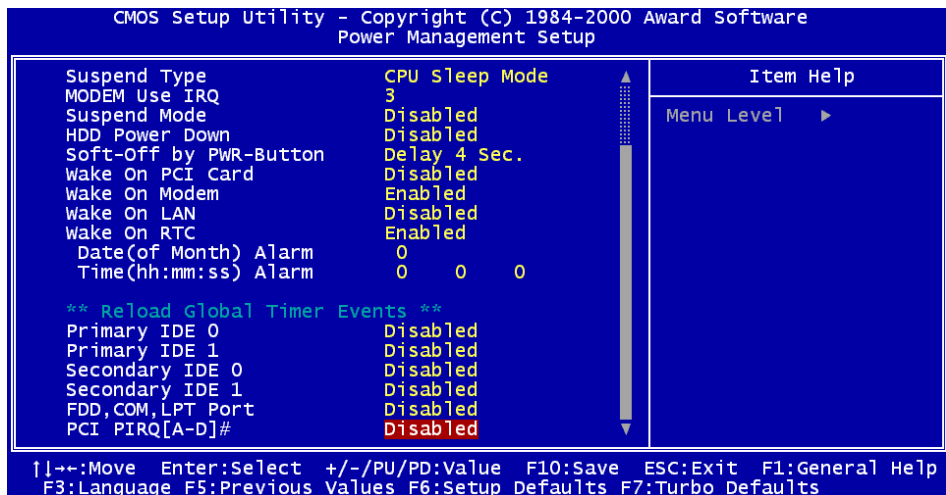 CMOS Setup Utility - Copyright (C) 1984-2000 Award Software
Power Management Setup
Suspend Type CPU Sleep Mode
MODEM Use IRQ 3
Suspend Mode Disabled
HDD Power Down Disabled
Soft-Off by PWR-Button Delay 4 Sec.
Wake On PCI Card Disabled
Wake On Modem Enabled
Wake On LAN Disabled
Wake On RTC Enabled
Date(of Month) Alarm 0
Time(hh:mm:ss) Alarm 0 0 0
** Reload Global Timer Events **
Primary IDE 0 Disabled
Primary IDE 1 Disabled
Secondary IDE 0 Disabled
Secondary IDE 1 Disabled
FDD,COM,LPT Port Disabled
PCI PIRQ[A-D]# Disabled
Item Help
Menu Level ▶
↑↓→←:Move Enter:Select +/-/PU/PD:Value F10:Save ESC:Exit F1:General Help
F3:Language F5:Previous Values F6:Setup Defaults F7:Turbo Defaults